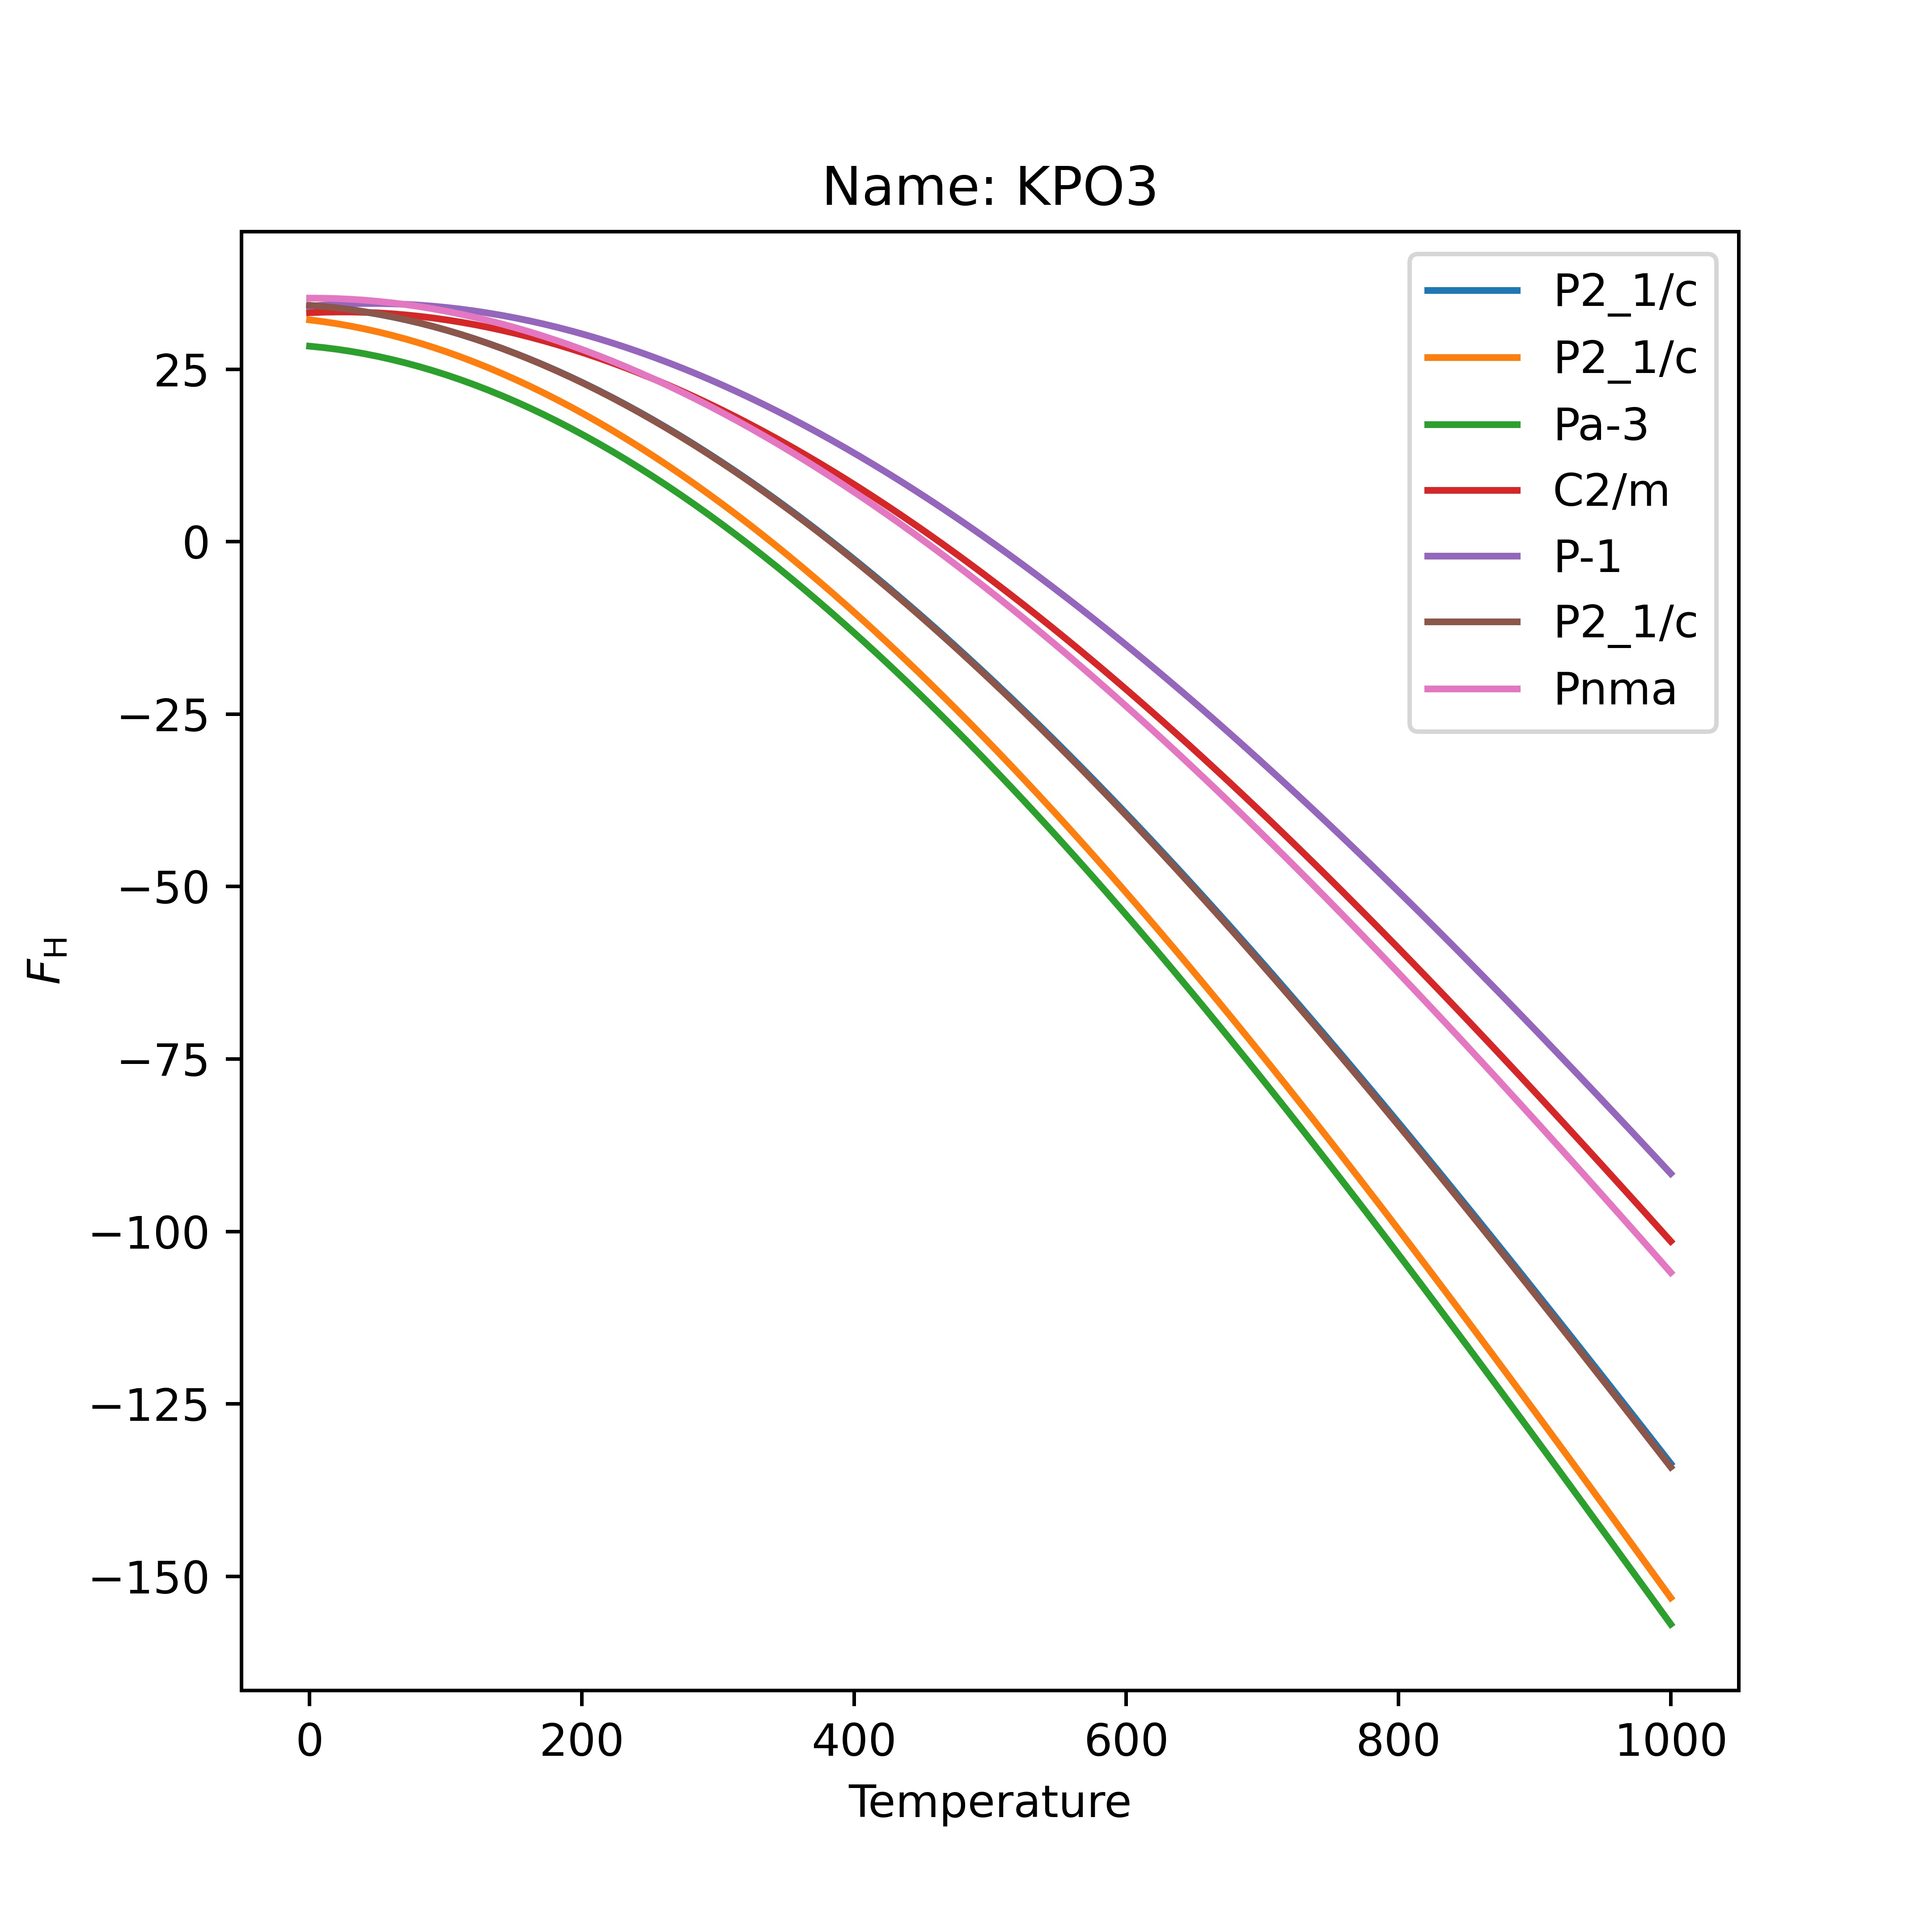 Name: KPO3
P2_1/c
P2_1/c
Pa-3
C2/m
P-1
P2_1/c
Pnma
25
0
−25
−50
−75
−100
−125
−150
F_H
0 200 400 600 800 1000
Temperature